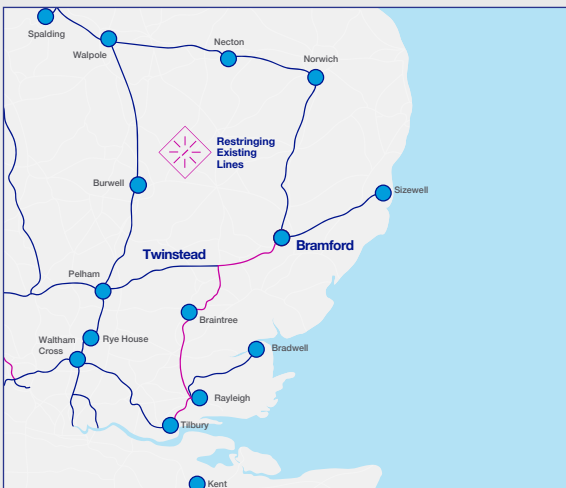 Spalding
Walpole
Necton
Norwich
Restringing
Existing
Lines
Burwell
Sizewell
Twinstead
Bramford
Pelham
Braintree
Waltham
Cross
Rye House
Bradwell
Rayleigh
Tilbury
Kent